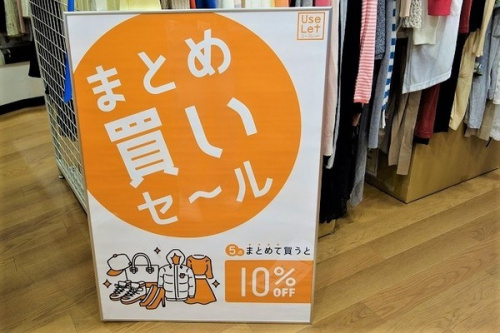 Use
Let
まとめ
買い
セ〜ル
5点まとめて買うと
10%
OFF